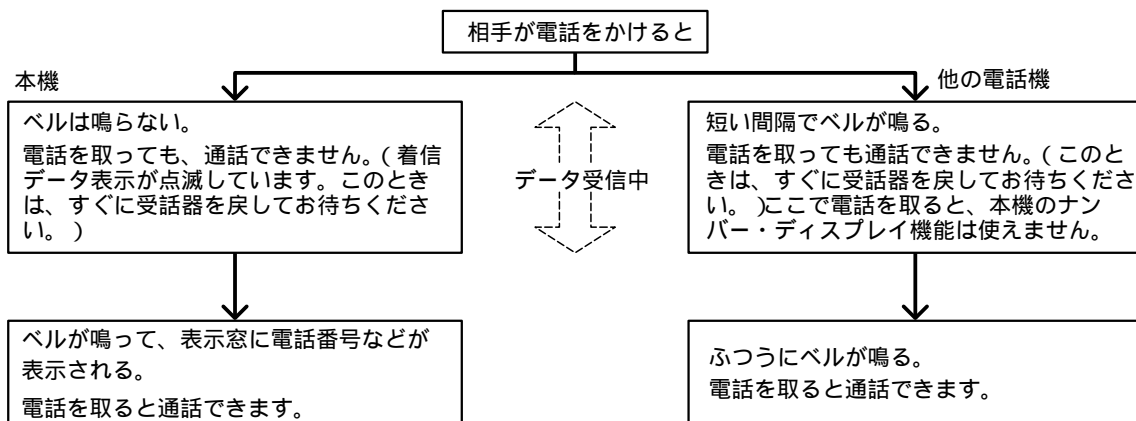 相手が電話をかけると
本機
他の電話機
ベルは鳴らない。
電話を取っても、通話できません。(着信
データ表示が点滅しています。このとき
は、すぐに受話器を戻してお待ちくださ
い。)
データ受信中
短い間隔でベルが鳴る。
電話を取っても通話できません。(このと
きは、すぐに受話器を戻してお待ちくださ
い。)ここで電話を取ると、本機のナン
バー・ディスプレイ機能は使えません。
ベルが鳴って、表示窓に電話番号などが
表示される。
電話を取ると通話できます。
ふつうにベルが鳴る。
電話を取ると通話できます。